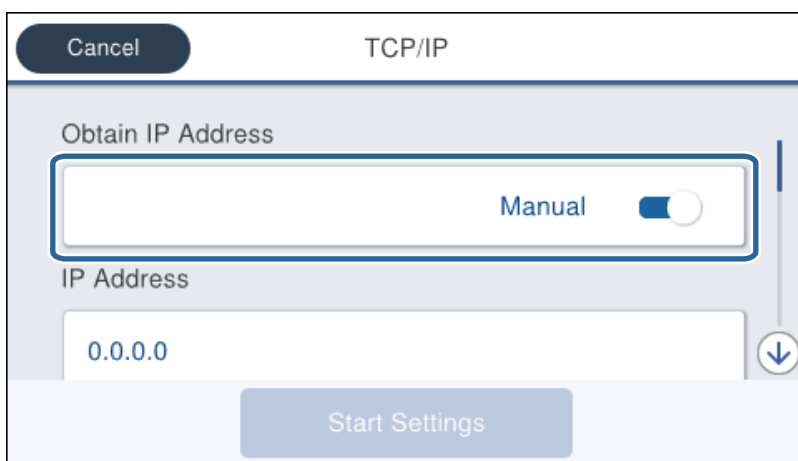 Cancel
TCP/IP
Obtain IP Address
Manual
IP Address
0.0.0.0
Start Settings